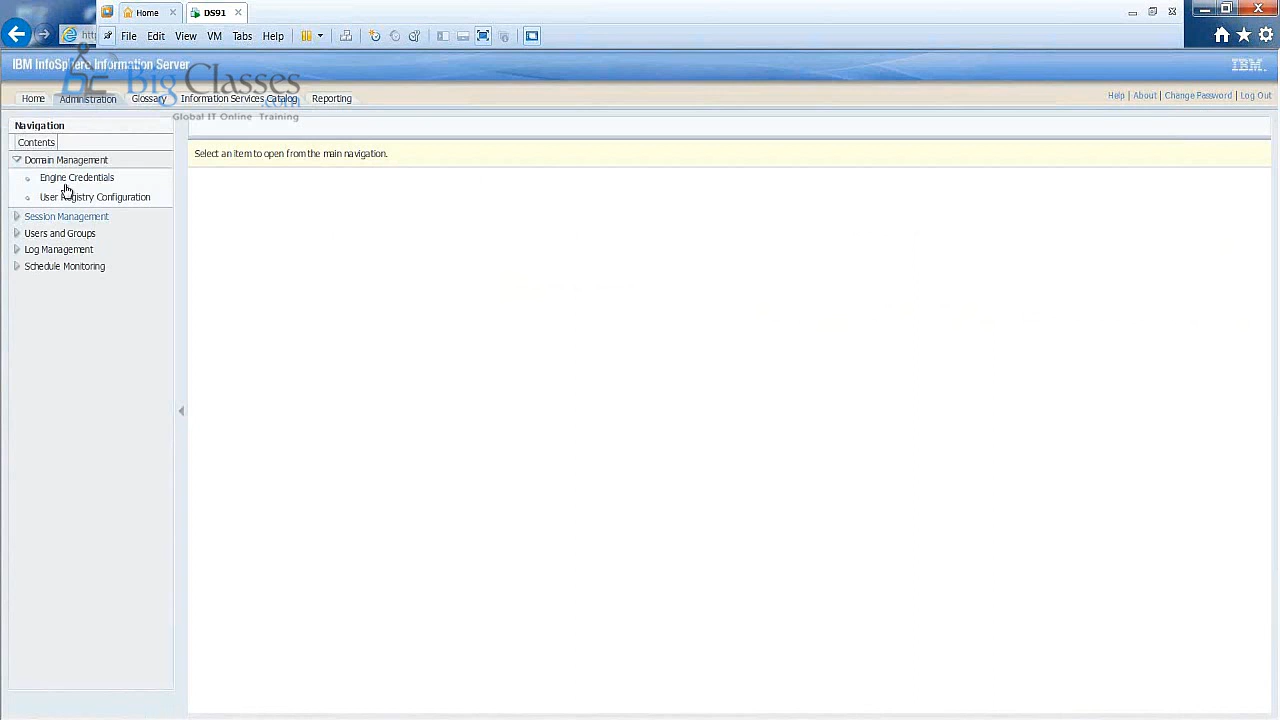 Home DS91
http
File Edit View VM Tabs Help
IBM InfoSphere Information Server
IBM
BigClasses
.com
Global IT Online Training
Home Administration Glossary Information Services Catalog Reporting
Help | About | Change Password | Log Out
Navigation
Contents
Select an item to open from the main navigation.
Domain Management
Engine Credentials
User Registry Configuration
Session Management
Users and Groups
Log Management
Schedule Monitoring